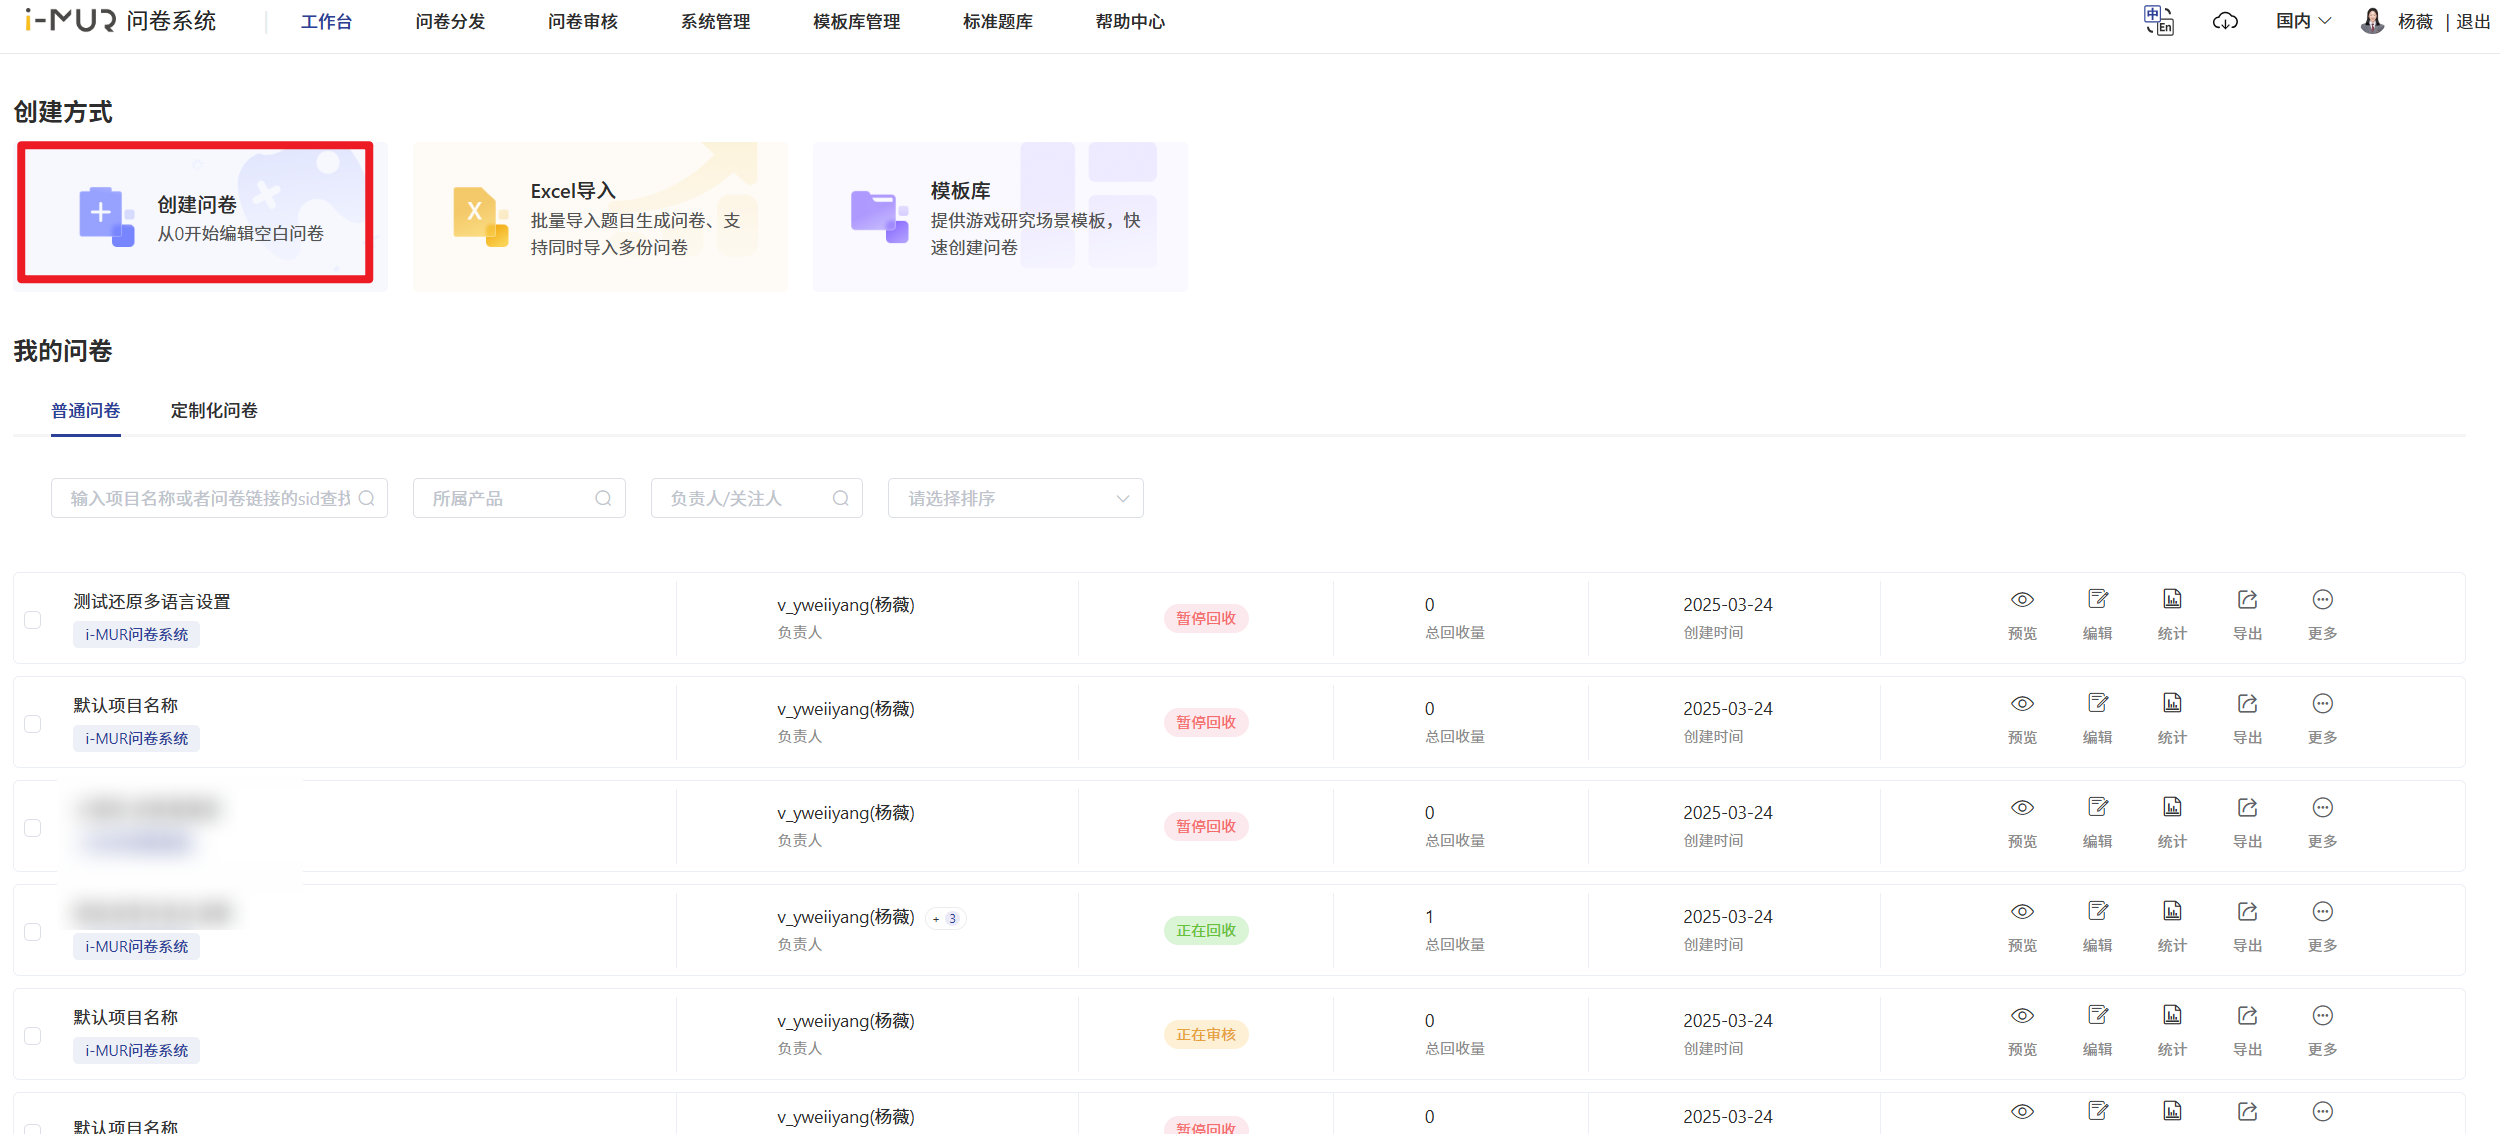 i-MUR 问卷系统
工作台 问卷分发 问卷审核 系统管理 模板库管理 标准题库 帮助中心
中 En 国内 杨薇 | 退出
创建方式
创建问卷
从0开始编辑空白问卷
Excel导入
批量导入题目生成问卷、支
持同时导入多份问卷
模板库
提供游戏研究场景模板，快
速创建问卷
我的问卷
普通问卷 定制化问卷
输入项目名称或者问卷链接的sid查找 所属产品 负责人/关注人 请选择排序
测试还原多语言设置
i-MUR问卷系统
v_yweiiyang(杨薇)
负责人
暂停回收
0
总回收量
2025-03-24
创建时间
预览 编辑 统计 导出 更多
默认项目名称
i-MUR问卷系统
v_yweiiyang(杨薇)
负责人
暂停回收
0
总回收量
2025-03-24
创建时间
预览 编辑 统计 导出 更多
v_yweiiyang(杨薇)
负责人
暂停回收
0
总回收量
2025-03-24
创建时间
预览 编辑 统计 导出 更多
i-MUR问卷系统
v_yweiiyang(杨薇) + 3
负责人
正在回收
1
总回收量
2025-03-24
创建时间
预览 编辑 统计 导出 更多
默认项目名称
i-MUR问卷系统
v_yweiiyang(杨薇)
负责人
正在审核
0
总回收量
2025-03-24
创建时间
预览 编辑 统计 导出 更多
默认项目名称
v_yweiiyang(杨薇)
暂停回收
0
2025-03-24